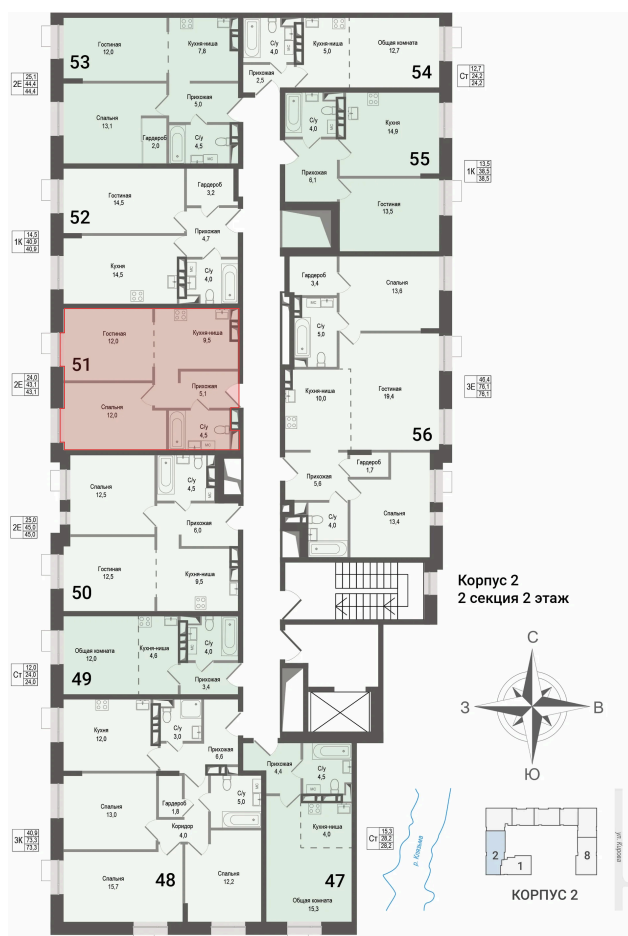 53
Гостиная
12,0
Кухня-ниша
7,8
2Е
25,1
44,4
44,4
Спальня
13,1
Прихожая
5,0
Гардероб
2,0
С/у
4,5
С/у
4,0
Кухня-ниша
5,0
Общая комната
12,7
Прихожая
2,5
54
Ст
12,7
24,2
24,2
С/у
4,0
Кухня
14,9
55
Прихожая
6,1
Гостиная
13,5
1К
13,5
38,5
38,5
52
Гостиная
14,5
Гардероб
3,2
Прихожая
4,7
1К
14,5
40,9
40,9
Кухня
14,5
С/у
4,0
МС
Гардероб
3,4
Спальня
13,6
МС
С/у
5,0
Кухня-ниша
10,0
Гостиная
19,4
56
3Е
46,4
76,1
76,1
Прихожая
5,6
Гардероб
1,7
С/у
4,0
Спальня
13,4
51
Гостиная
12,0
Кухня-ниша
9,5
2Е
24,0
43,1
43,1
Спальня
12,0
Прихожая
5,1
С/у
4,5
МС
Спальня
12,5
С/у
4,5
МС
Прихожая
6,0
2Е
25,0
45,0
45,0
50
Гостиная
12,5
Кухня-ниша
9,5
Корпус 2
2 секция 2 этаж
Общая комната
12,0
Кухня-ниша
4,6
С/у
4,0
49
Прихожая
3,4
Ст
12,0
24,0
24,0
Кухня
12,0
С/у
3,0
Прихожая
6,6
Спальня
13,0
Гардероб
1,8
С/у
5,0
Коридор
4,0
3К
40,9
73,3
73,3
Спальня
15,7
48
Спальня
12,2
Прихожая
4,4
С/у
4,5
Кухня-ниша
4,0
47
Общая комната
15,3
Ст
15,3
28,2
28,2
С
З
В
Ю
р. Клязьма
2
1
8
ул. Кирова
КОРПУС 2